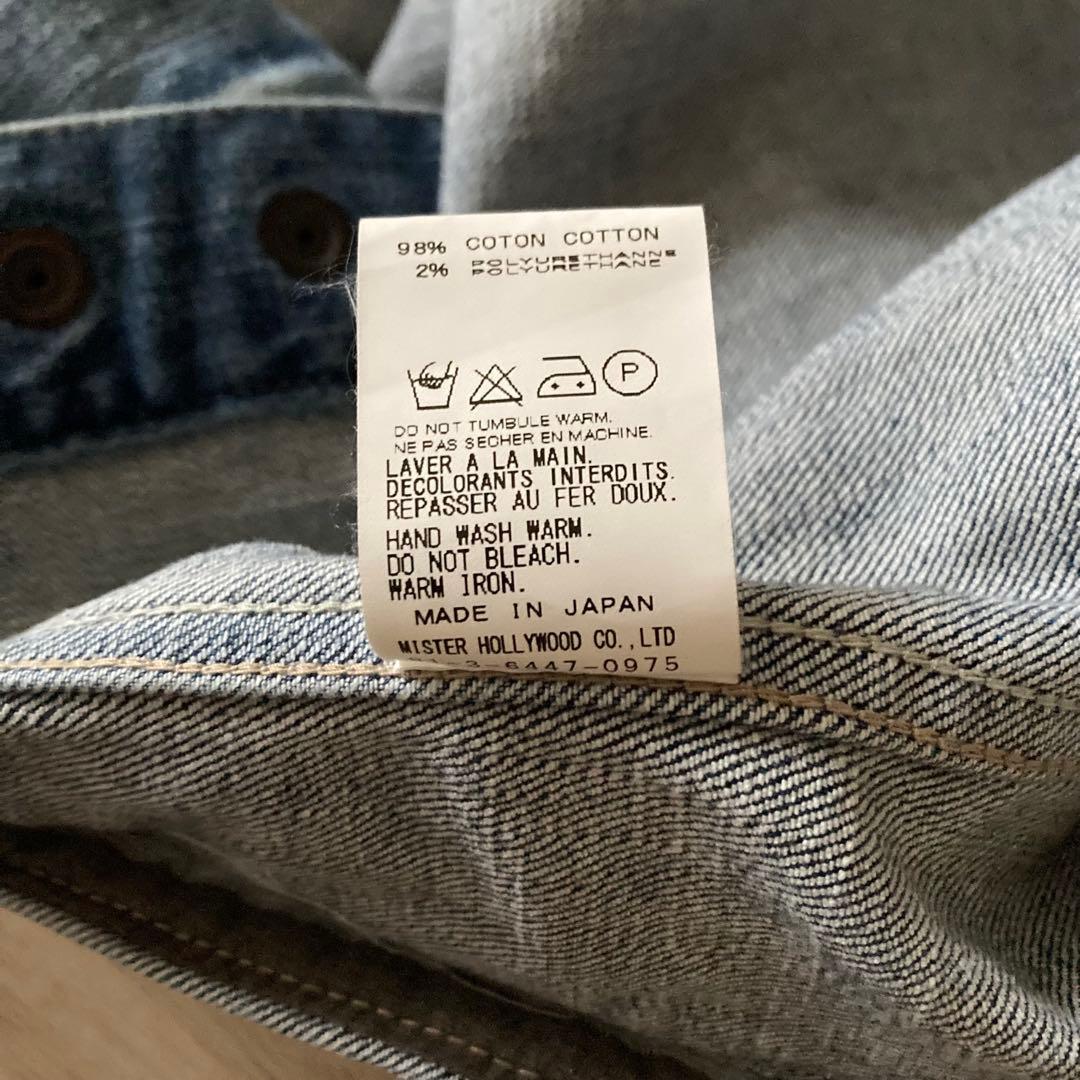 98% COTON COTTON
2% POLYURETHANNE
POLYURETHANE
P
DO NOT TUMBULE WARM.
NE PAS SECHER EN MACHINE.
LAVER A LA MAIN.
DECOLORANTS INTERDITS.
REPASSER AU FER DOUX.
HAND WASH WARM.
DO NOT BLEACH.
WARM IRON.
MADE IN JAPAN
MISTER HOLLYWOOD CO.,LTD
-3-6447-0975